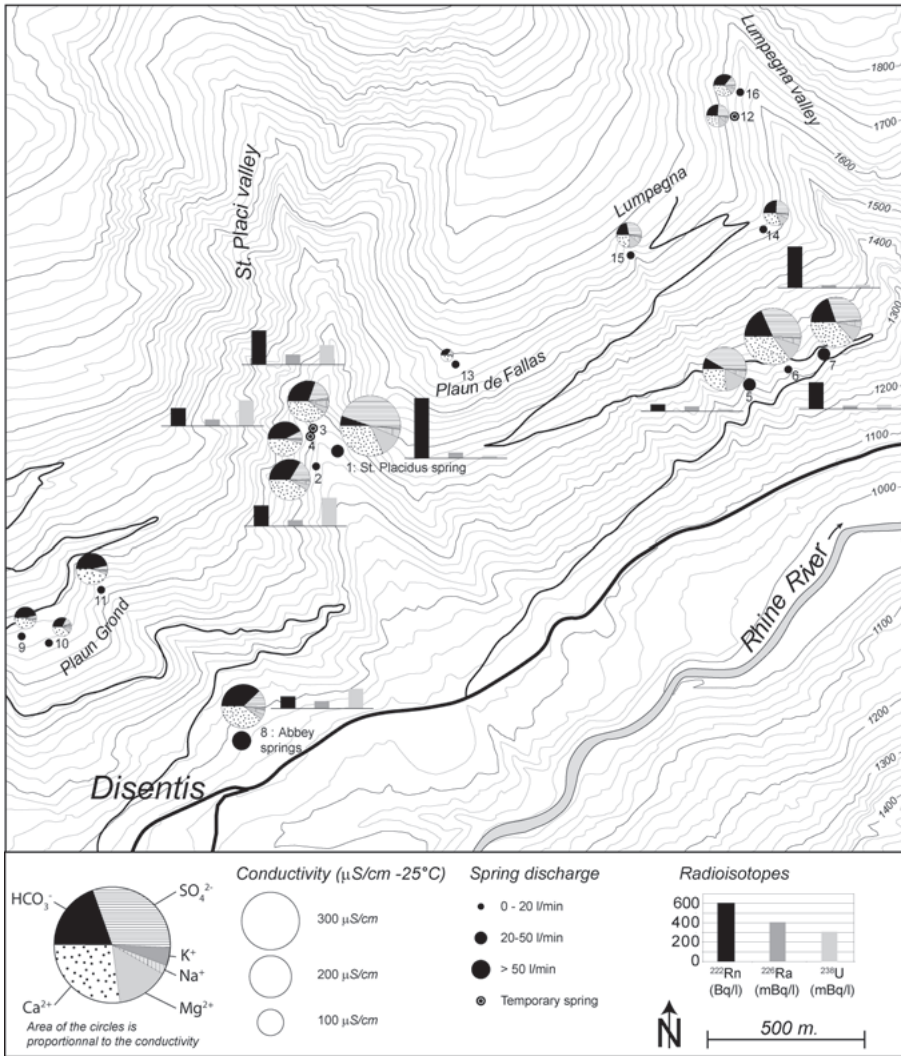 Lumpegna valley
1800
16
1700
12
1600
St. Placi valley
Lumpegna
1500
14
1400
15
1300
13
Plaun de Fallas
7
6
5
1200
3
4
1100
1: St. Placidus spring
2
1000
Rhine River
11
9
10
Plaun Grond
1100
8 : Abbey
springs
1200
Disentis
1300
1400
HCO₃⁻
SO₄²⁻
K⁺
Na⁺
Ca²⁺
Mg²⁺
Area of the circles is
proportionnal to the conductivity
Conductivity (µS/cm -25°C)
300 µS/cm
200 µS/cm
100 µS/cm
Spring discharge
0 - 20 l/min
20-50 l/min
> 50 l/min
Temporary spring
Radioisotopes
600
400
200
0
²²²Rn ²²⁶Ra ²³⁸U
(Bq/l) (mBq/l) (mBq/l)
N
500 m.